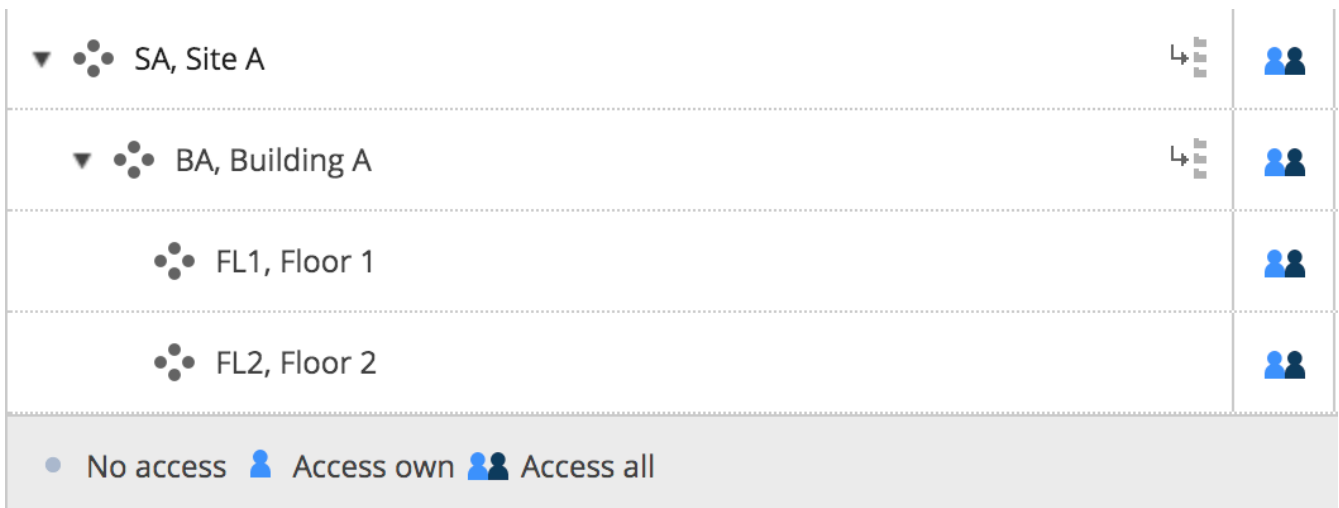 SA, Site A
BA, Building A
FL1, Floor 1
FL2, Floor 2
No access Access own Access all